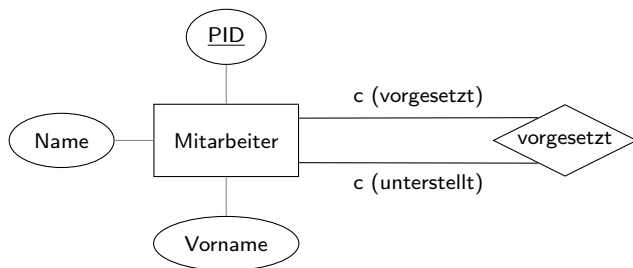 PID
c (vorgesetzt)
Name
Mitarbeiter
vorgesetzt
c (unterstellt)
Vorname